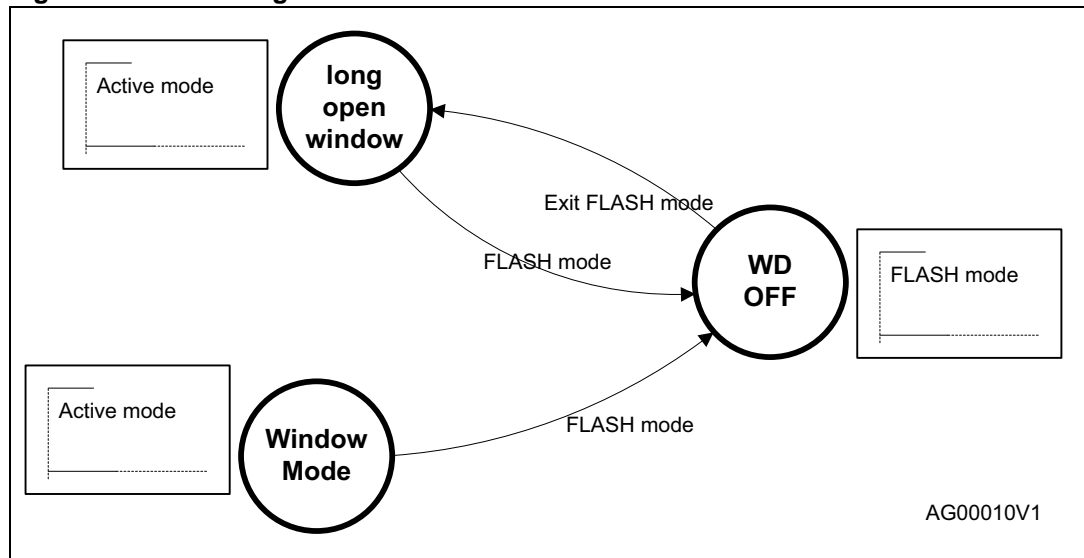 Active mode
long
open
window
Exit FLASH mode
FLASH mode
WD
OFF
FLASH mode
Active mode
Window
Mode
FLASH mode
AG00010V1